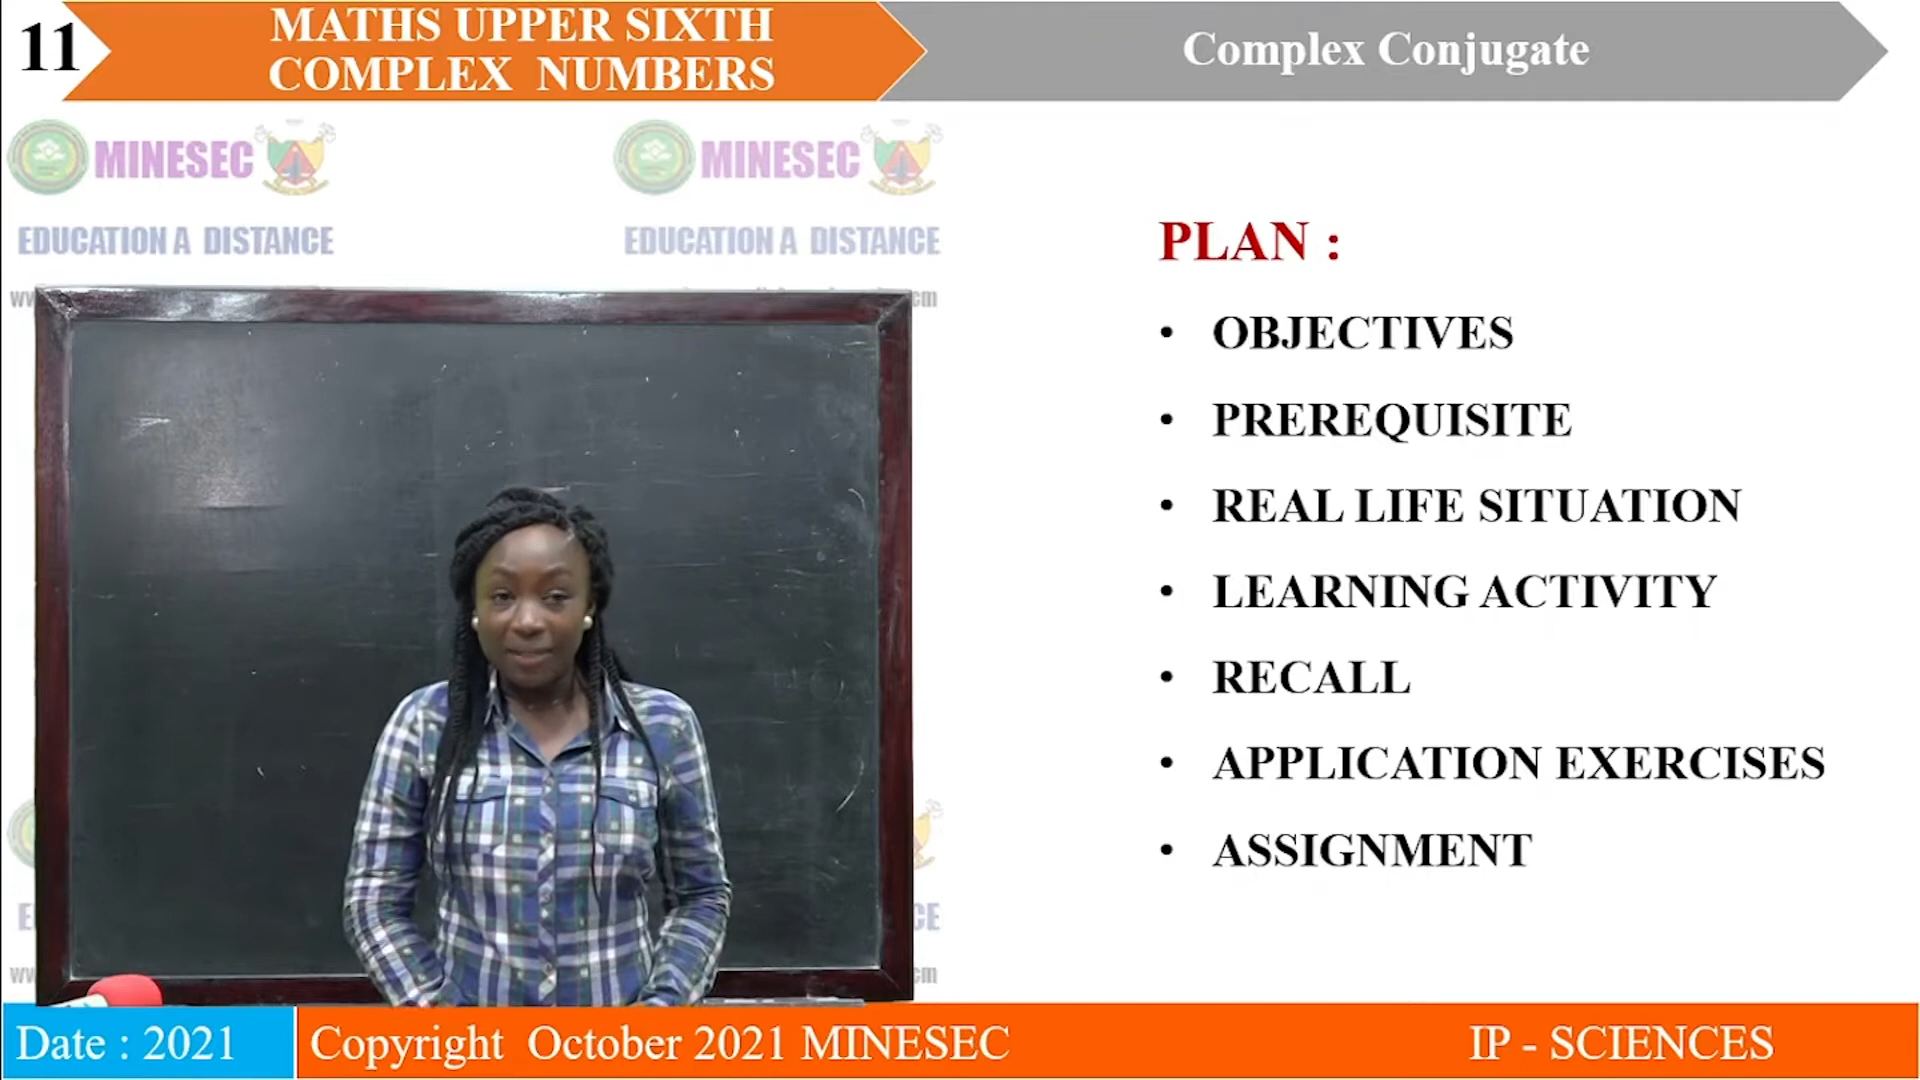 11
MATHS UPPER SIXTH
COMPLEX NUMBERS
Complex Conjugate
MINESEC
MINESEC
EDUCATION A DISTANCE
EDUCATION A DISTANCE
PLAN :
• OBJECTIVES
• PREREQUISITE
• REAL LIFE SITUATION
• LEARNING ACTIVITY
• RECALL
• APPLICATION EXERCISES
• ASSIGNMENT
Date : 2021
Copyright October 2021 MINESEC
IP - SCIENCES